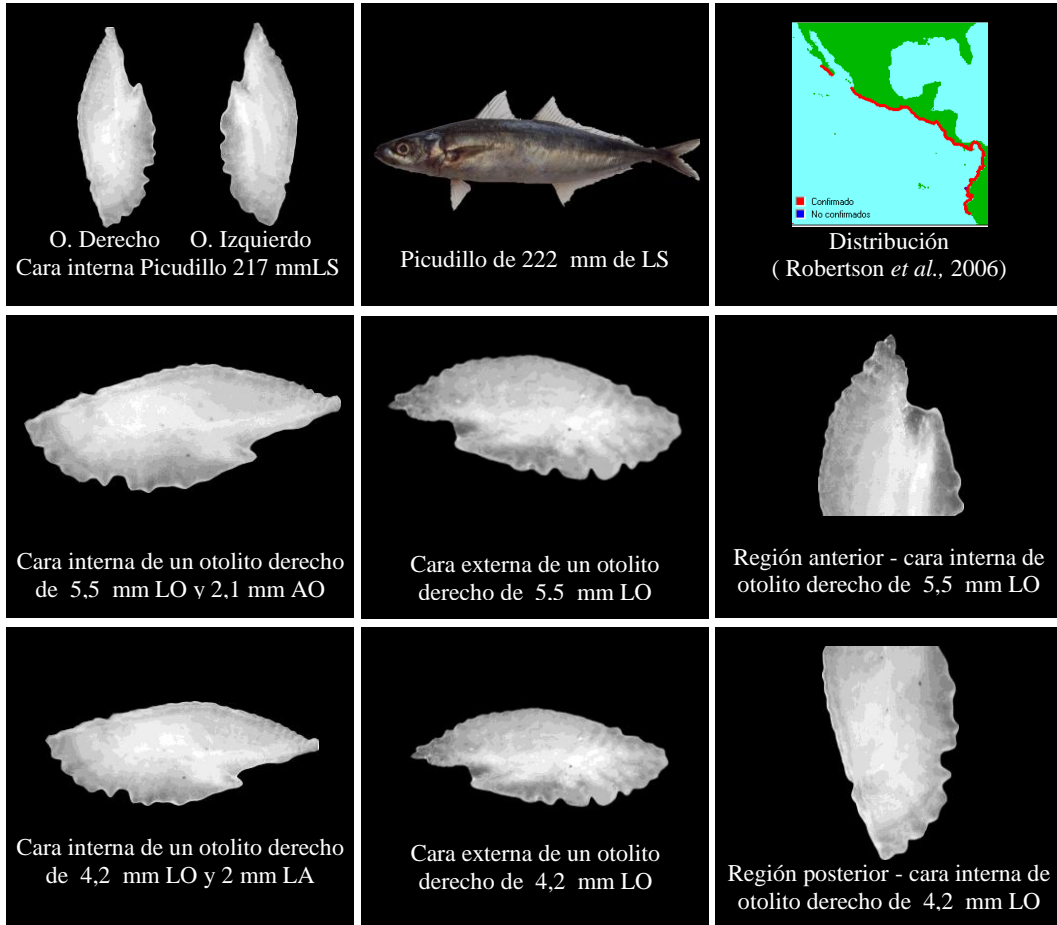 O. Derecho O. Izquierdo
Cara interna Picudillo 217 mmLS
Picudillo de 222 mm de LS
Confirmado
No confirmados
Distribución
( Robertson et al., 2006)
Cara interna de un otolito derecho
de 5,5 mm LO y 2,1 mm AO
Cara externa de un otolito
derecho de 5,5 mm LO
Región anterior - cara interna de
otolito derecho de 5,5 mm LO
Cara interna de un otolito derecho
de 4,2 mm LO y 2 mm LA
Cara externa de un otolito
derecho de 4,2 mm LO
Región posterior - cara interna de
otolito derecho de 4,2 mm LO